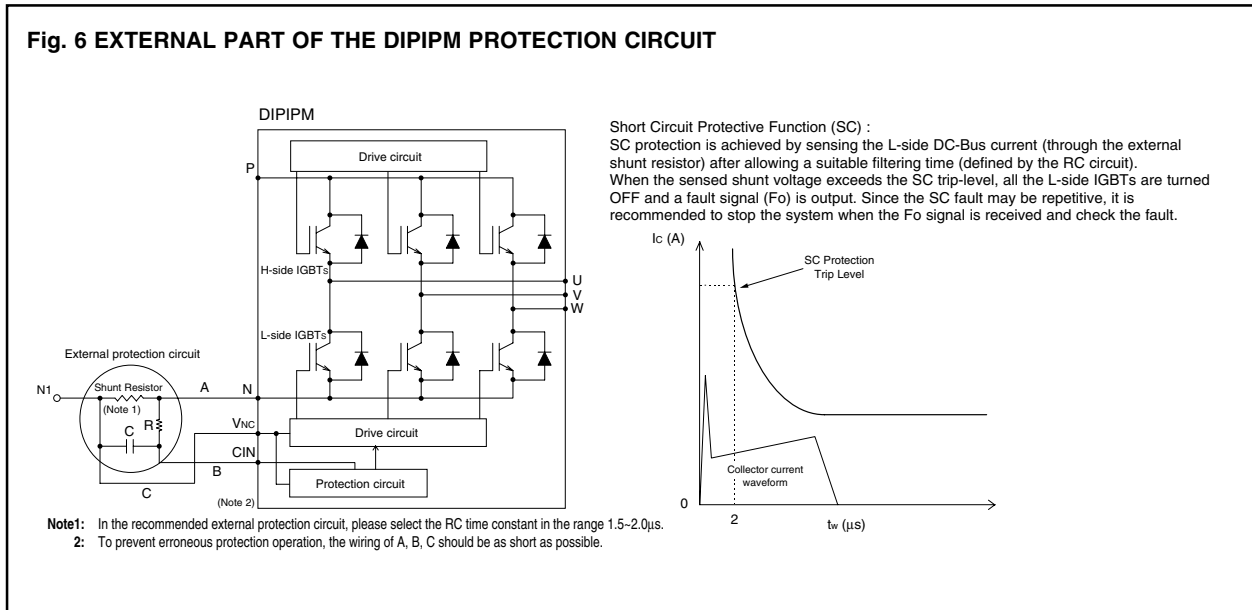 Fig. 6 EXTERNAL PART OF THE DIPIPM PROTECTION CIRCUIT
DIPIPM
Drive circuit
P
H-side IGBTs
U
V
W
L-side IGBTs
External protection circuit
N1
Shunt Resistor
(Note 1)
A
N
R
C
VNC
Drive circuit
CIN
B
C
Protection circuit
(Note 2)
Short Circuit Protective Function (SC) :
SC protection is achieved by sensing the L-side DC-Bus current (through the external
shunt resistor) after allowing a suitable filtering time (defined by the RC circuit).
When the sensed shunt voltage exceeds the SC trip-level, all the L-side IGBTs are turned
OFF and a fault signal (Fo) is output. Since the SC fault may be repetitive, it is
recommended to stop the system when the Fo signal is received and check the fault.
IC (A)
SC Protection
Trip Level
Collector current
waveform
0
2
tw (μs)
Note1: In the recommended external protection circuit, please select the RC time constant in the range 1.5~2.0μs.
2: To prevent erroneous protection operation, the wiring of A, B, C should be as short as possible.